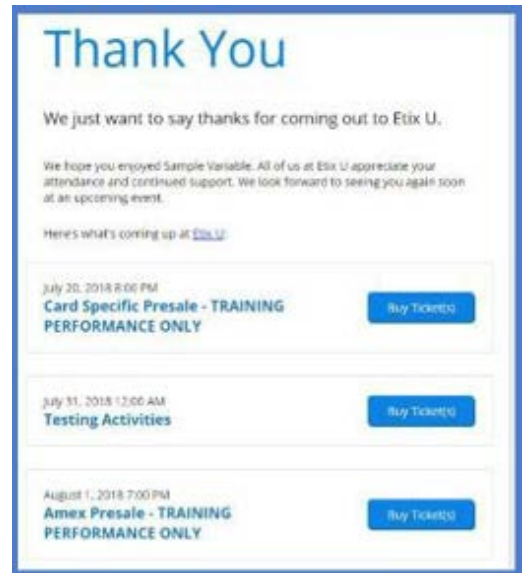 Thank You
We just want to say thanks for coming out to Etix U.
We hope you enjoyed Sample Variable. All of us at Etix U appreciate your
attendance and continued support. We look forward to seeing you again soon
at an upcoming event.
Here's what's coming up at Etix U:
July 20, 2018 8:00 PM
Card Specific Presale - TRAINING
PERFORMANCE ONLY
Buy Ticket(s)
July 31, 2018 12:00 AM
Testing Activities
Buy Ticket(s)
August 1, 2018 7:00 PM
Amex Presale - TRAINING
PERFORMANCE ONLY
Buy Ticket(s)